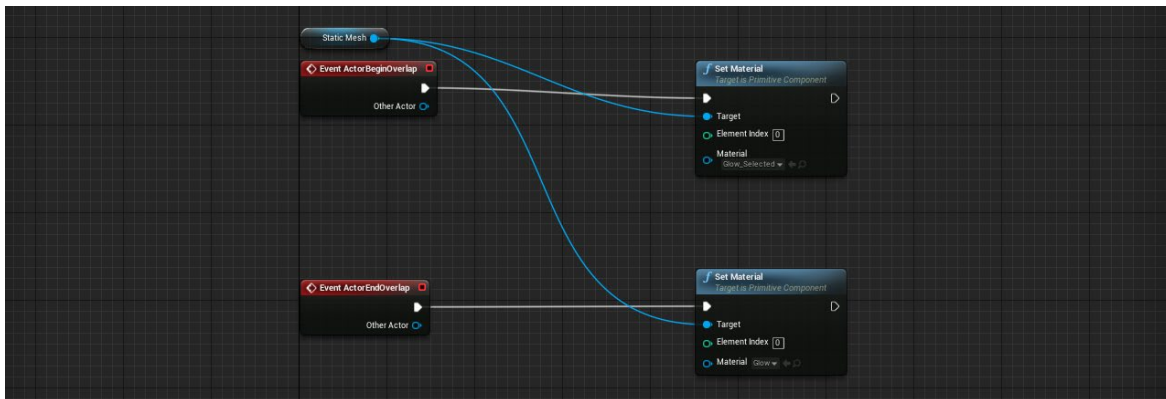 Static Mesh
Event ActorBeginOverlap
Other Actor
Set Material
Target is Primitive Component
Target
Element Index 0
Material
Glow_Selected
Event ActorEndOverlap
Other Actor
Set Material
Target is Primitive Component
Target
Element Index 0
Material Glow